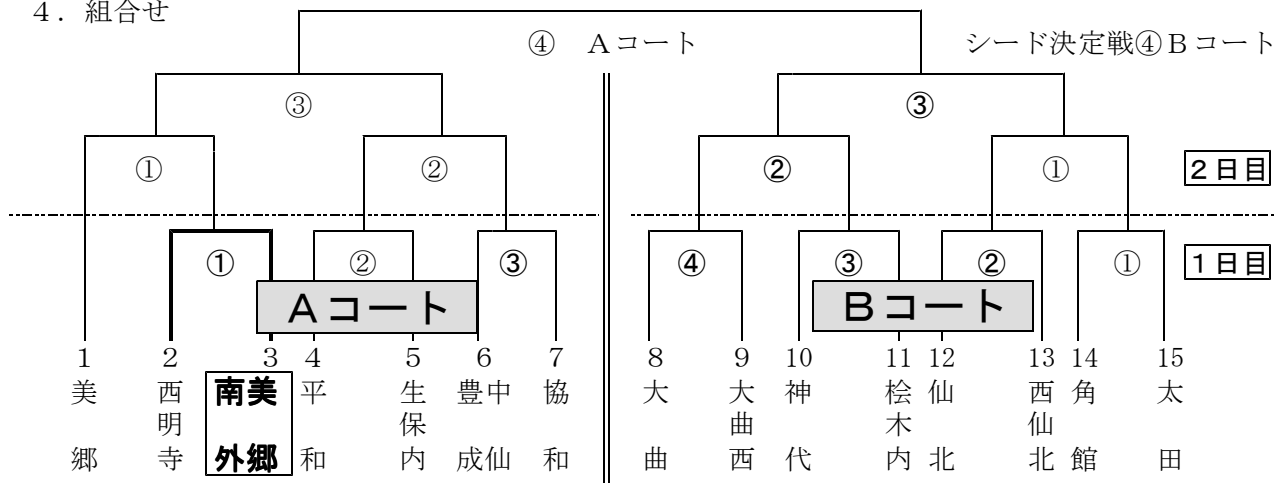 4．組合せ
④　Aコート
シード決定戦④Bコート
③
③
①
②
②
①
2日目
①
②
③
④
③
②
①
1日目
Aコート
Bコート
1 2 3 4 5 6 7 8 9 10 11 12 13 14 15
美郷
西明寺
南外
美郷
平和
生保内
豊成
中仙
協和
大曲
大曲西
神代
桧木内
仙北
西仙北
角館
太田